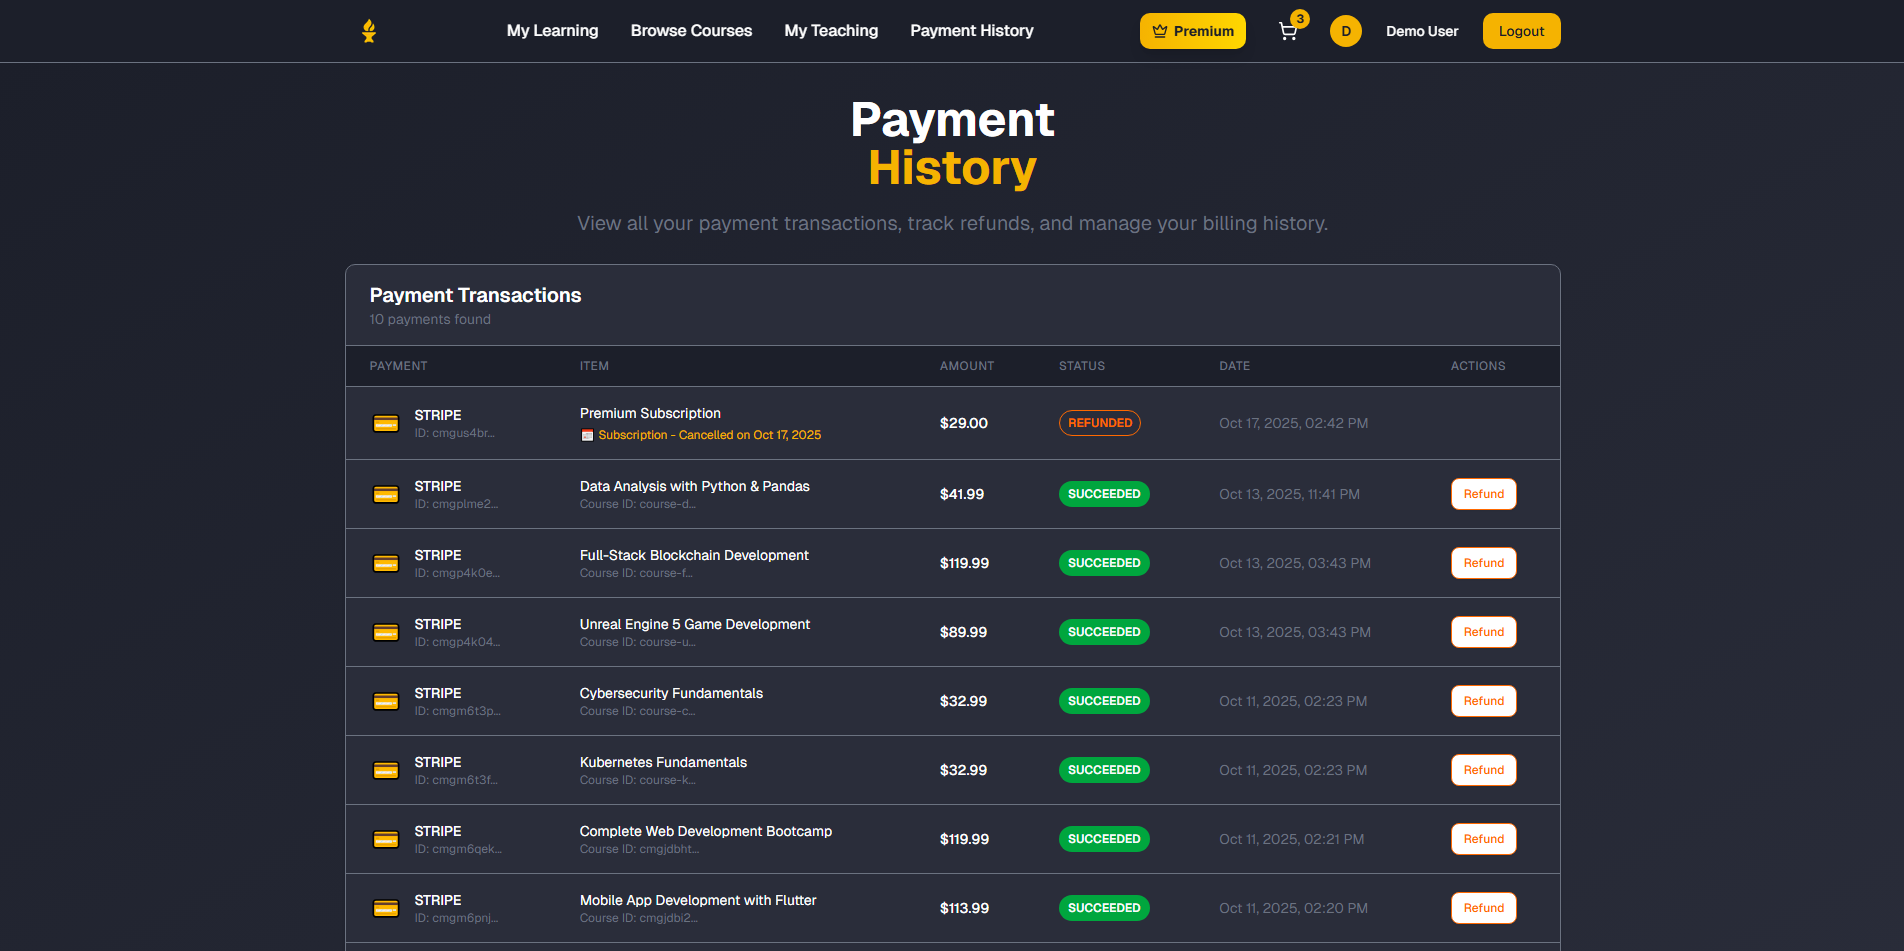 My Learning
Browse Courses
My Teaching
Payment History
Premium
3
D
Demo User
Logout
Payment
History
View all your payment transactions, track refunds, and manage your billing history.
Payment Transactions
10 payments found
PAYMENT ITEM AMOUNT STATUS DATE ACTIONS
STRIPE
ID: cmgus4br...
Premium Subscription
Subscription - Cancelled on Oct 17, 2025
$29.00
REFUNDED
Oct 17, 2025, 02:42 PM
STRIPE
ID: cmgplme2...
Data Analysis with Python & Pandas
Course ID: course-d...
$41.99
SUCCEEDED
Oct 13, 2025, 11:41 PM
Refund
STRIPE
ID: cmgp4k0e...
Full-Stack Blockchain Development
Course ID: course-f...
$119.99
SUCCEEDED
Oct 13, 2025, 03:43 PM
Refund
STRIPE
ID: cmgp4k04...
Unreal Engine 5 Game Development
Course ID: course-u...
$89.99
SUCCEEDED
Oct 13, 2025, 03:43 PM
Refund
STRIPE
ID: cmgm6t3p...
Cybersecurity Fundamentals
Course ID: course-c...
$32.99
SUCCEEDED
Oct 11, 2025, 02:23 PM
Refund
STRIPE
ID: cmgm6t3f...
Kubernetes Fundamentals
Course ID: course-k...
$32.99
SUCCEEDED
Oct 11, 2025, 02:23 PM
Refund
STRIPE
ID: cmgm6qek...
Complete Web Development Bootcamp
Course ID: cmgjdbht...
$119.99
SUCCEEDED
Oct 11, 2025, 02:21 PM
Refund
STRIPE
ID: cmgm6pnj...
Mobile App Development with Flutter
Course ID: cmgjdbi2...
$113.99
SUCCEEDED
Oct 11, 2025, 02:20 PM
Refund